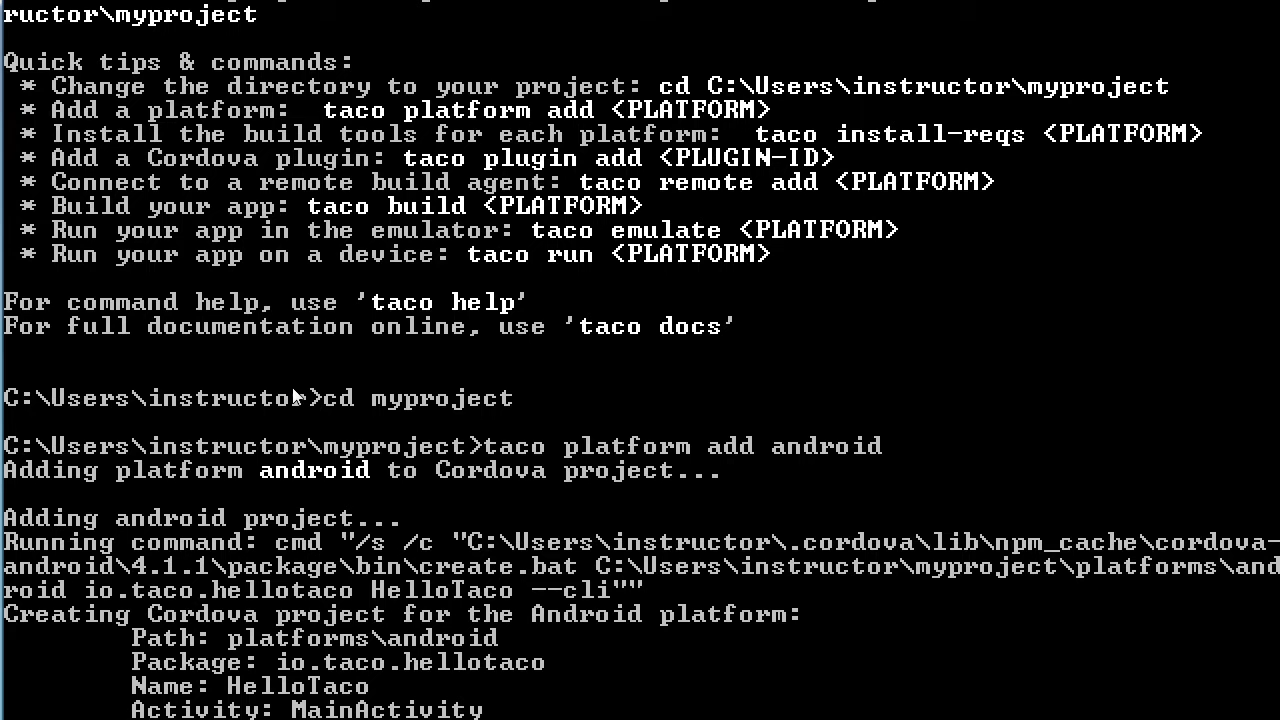 ructor\myproject
Quick tips & commands:
* Change the directory to your project: cd C:\Users\instructor\myproject
* Add a platform:  taco platform add <PLATFORM>
* Install the build tools for each platform:  taco install-reqs <PLATFORM>
* Add a Cordova plugin: taco plugin add <PLUGIN-ID>
* Connect to a remote build agent: taco remote add <PLATFORM>
* Build your app: taco build <PLATFORM>
* Run your app in the emulator: taco emulate <PLATFORM>
* Run your app on a device: taco run <PLATFORM>
For command help, use 'taco help'
For full documentation online, use 'taco docs'
C:\Users\instructor>cd myproject
C:\Users\instructor\myproject>taco platform add android
Adding platform android to Cordova project...
Adding android project...
Running command: cmd "/s /c "C:\Users\instructor\.cordova\lib\npm_cache\cordova-
android\4.1.1\package\bin\create.bat C:\Users\instructor\myproject\platforms\and
roid io.taco.hellotaco HelloTaco --cli""
Creating Cordova project for the Android platform:
Path: platforms\android
Package: io.taco.hellotaco
Name: HelloTaco
Activity: MainActivity